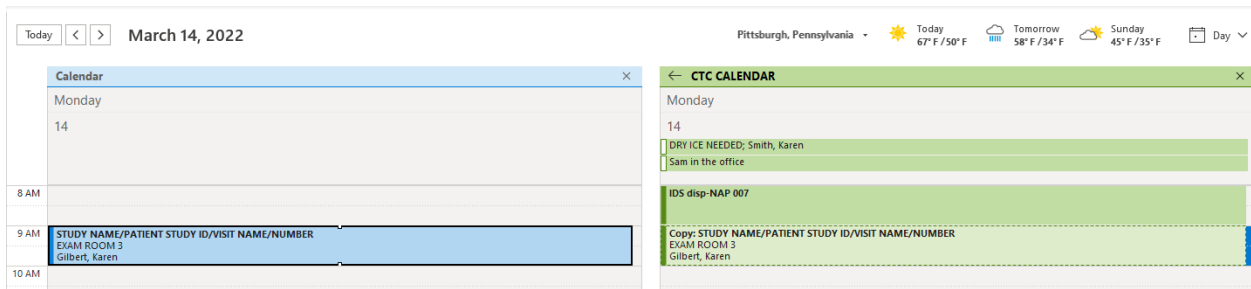 Today < > March 14, 2022
Pittsburgh, Pennsylvania
Today
67° F / 50° F
Tomorrow
58° F / 34° F
Sunday
45° F / 35° F
Day
Calendar ×
Monday
14
8 AM
9 AM
10 AM
STUDY NAME/PATIENT STUDY ID/VISIT NAME/NUMBER
EXAM ROOM 3
Gilbert, Karen
← CTC CALENDAR ×
Monday
14
DRY ICE NEEDED; Smith, Karen
Sam in the office
IDS disp-NAP 007
Copy: STUDY NAME/PATIENT STUDY ID/VISIT NAME/NUMBER
EXAM ROOM 3
Gilbert, Karen